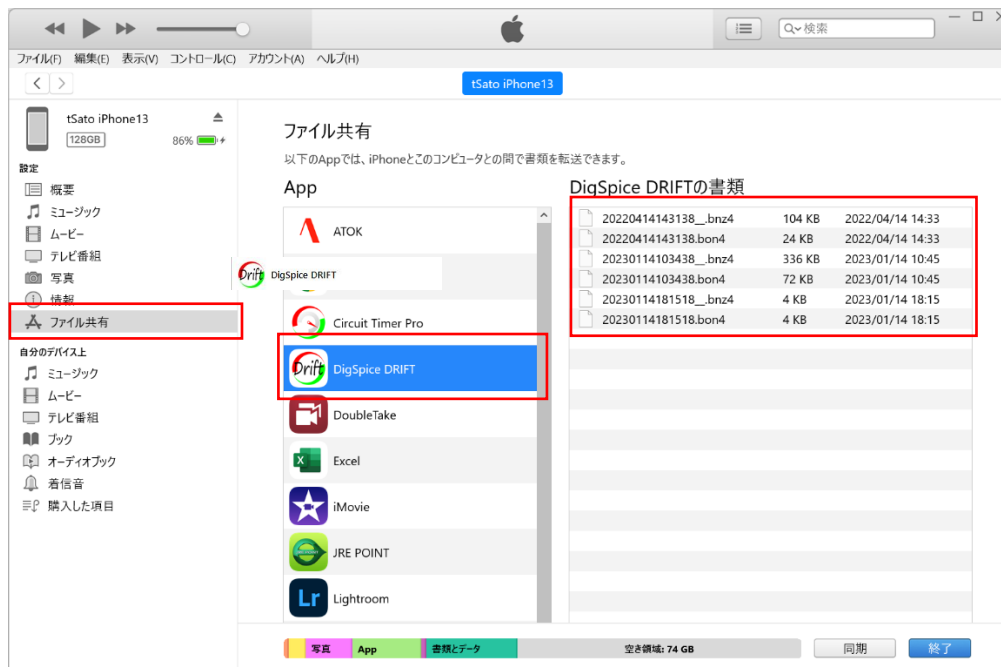 検索
ファイル(F) 編集(E) 表示(V) コントロール(C) アカウント(A) ヘルプ(H)
tSato iPhone13
tSato iPhone13
128GB 86%
設定
概要
ミュージック
ムービー
テレビ番組
写真
情報
ファイル共有
自分のデバイス上
ミュージック
ムービー
テレビ番組
ブック
オーディオブック
着信音
購入した項目
Drift DigSpice DRIFT
ファイル共有
以下のAppでは、iPhoneとこのコンピュータとの間で書類を転送できます。
App
ATOK
Circuit Timer Pro
Drift DigSpice DRIFT
DoubleTake
Excel
iMovie
JRE POINT
Lr Lightroom
DigSpice DRIFTの書類
20220414143138__.bnz4 104 KB 2022/04/14 14:33
20220414143138.bon4 24 KB 2022/04/14 14:33
20230114103438__.bnz4 336 KB 2023/01/14 10:45
20230114103438.bon4 72 KB 2023/01/14 10:45
20230114181518__.bnz4 4 KB 2023/01/14 18:15
20230114181518.bon4 4 KB 2023/01/14 18:15
写真 App 書類とデータ 空き領域: 74 GB 同期 終了